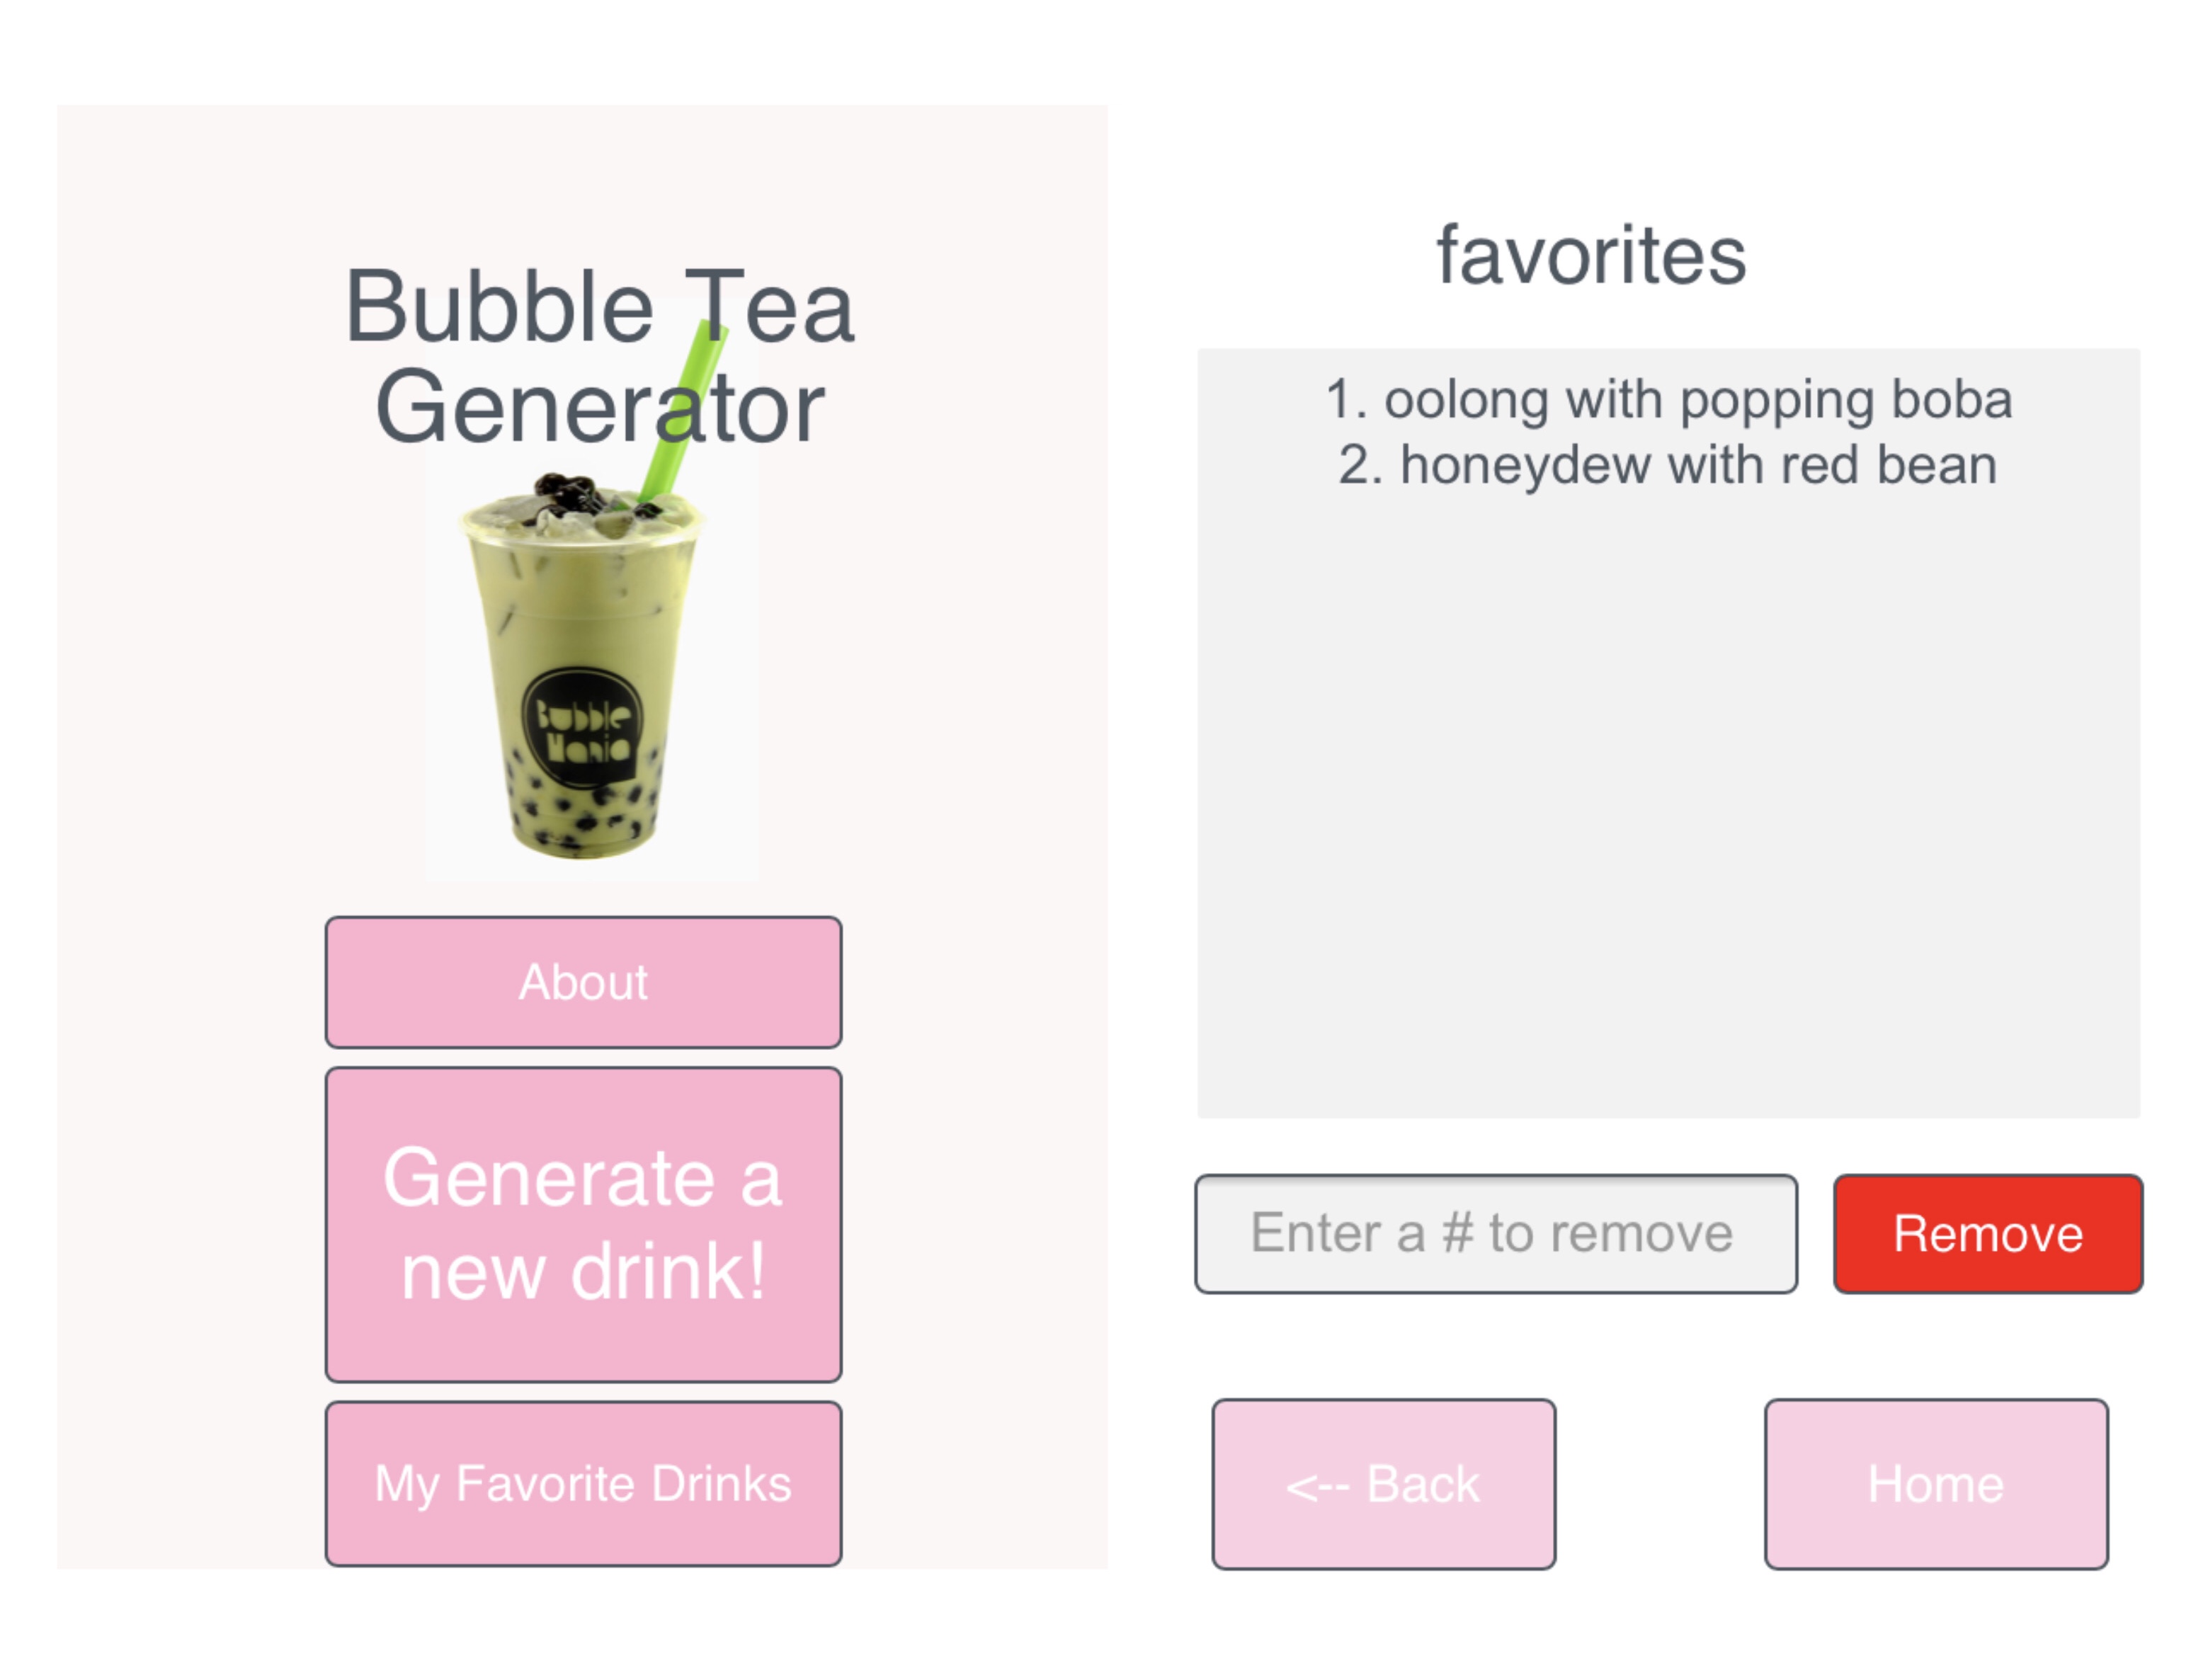 Bubble Tea
Generator
Bubble
Mania
About
Generate a
new drink!
My Favorite Drinks
favorites
1. oolong with popping boba
2. honeydew with red bean
Enter a # to remove
Remove
<-- Back
Home